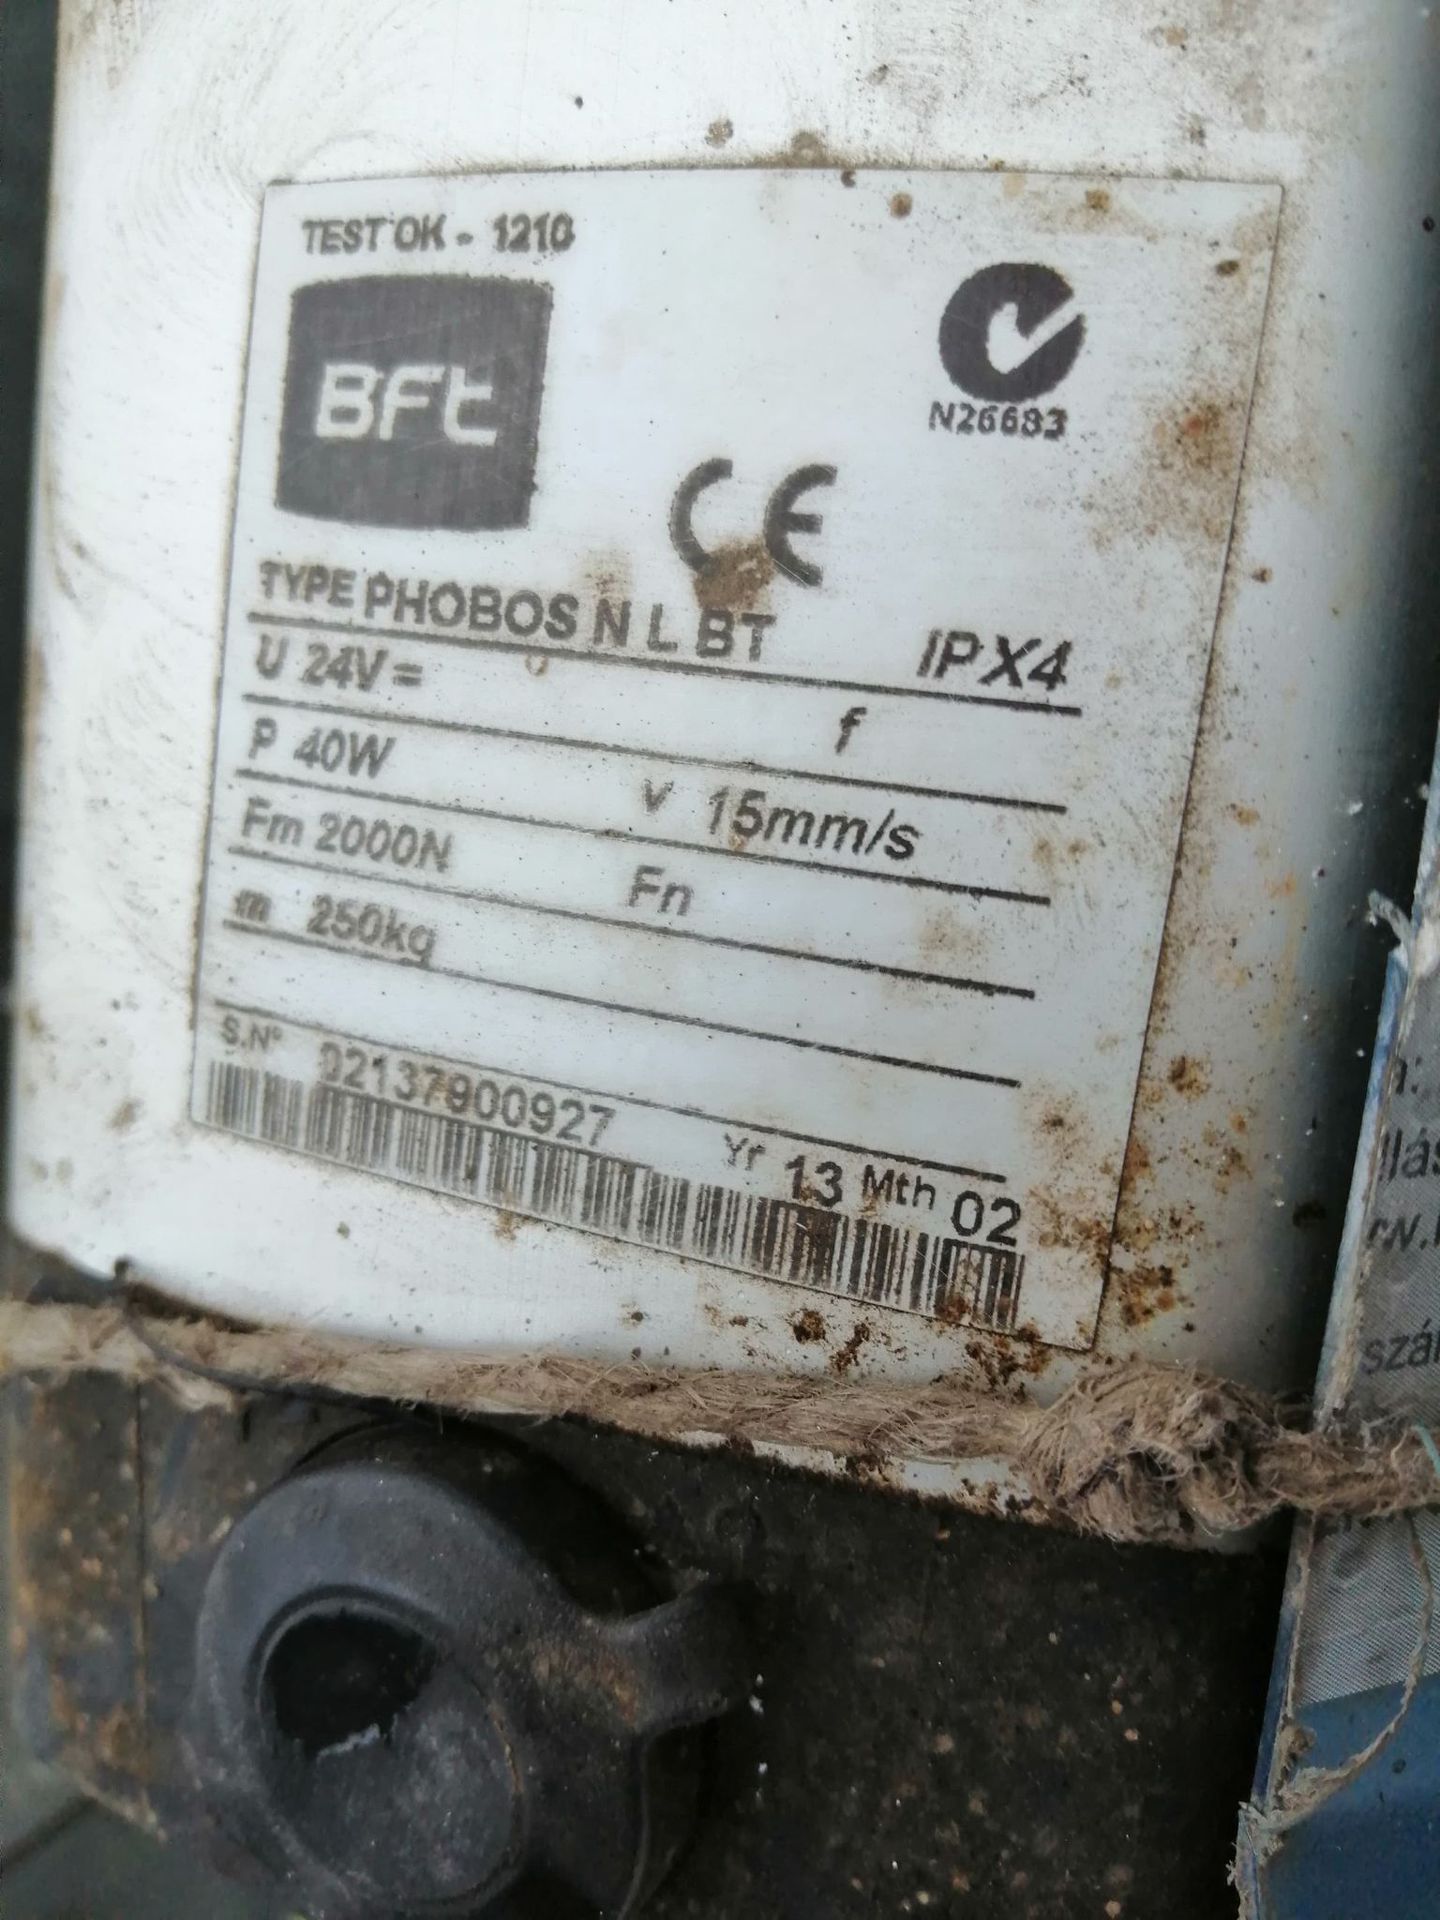 TEST OK - 1210
BFt
N26683
CE
TYPE PHOBOS N L BT IPX4
U 24V = f
P 40W v 15mm/s
Fm 2000N Fn
m 250kg
S.N° 02137900927
Yr 13 Mth 02